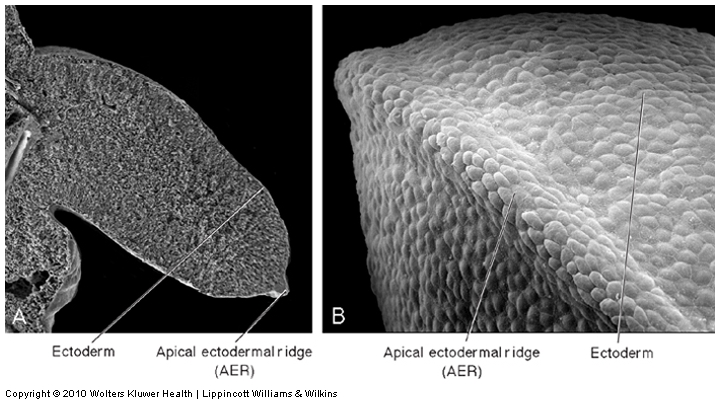 A
B
Ectoderm
Apical ectodermal ridge
(AER)
Apical ectodermal ridge
(AER)
Ectoderm
Copyright © 2010 Wolters Kluwer Health | Lippincott Williams & Wilkins